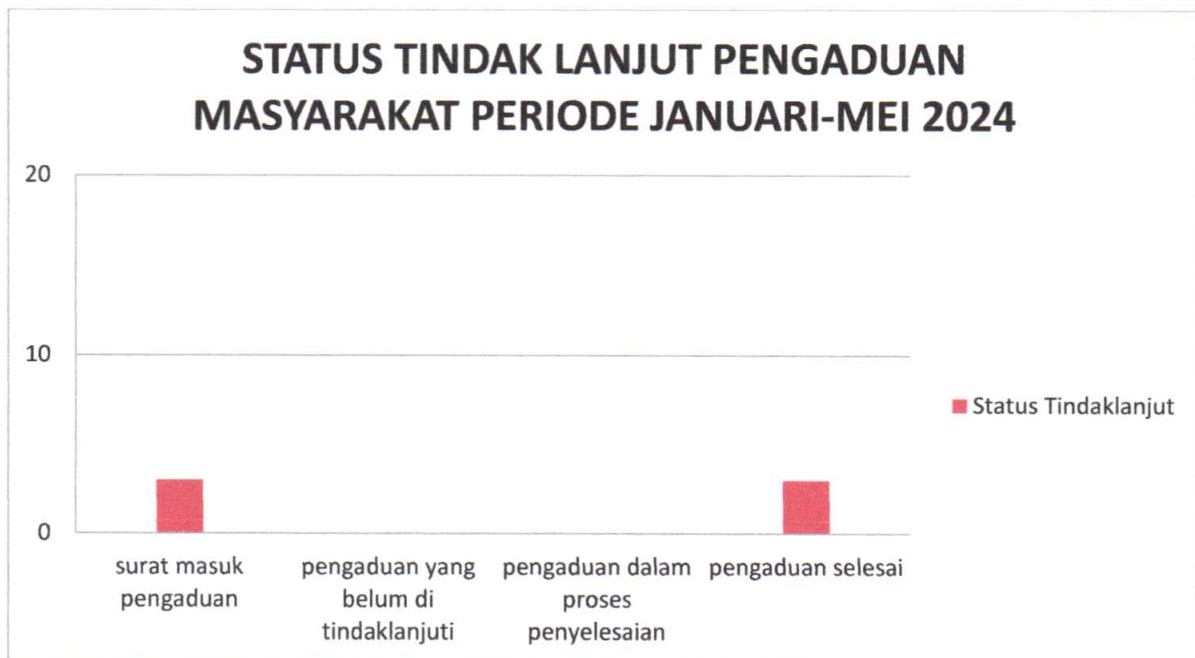 STATUS TINDAK LANJUT PENGADUAN
MASYARAKAT PERIODE JANUARI-MEI 2024
20
10
0
Status Tindaklanjut
surat masuk
pengaduan
pengaduan yang
belum di
tindaklanjuti
pengaduan dalam
proses
penyelesaian
pengaduan selesai